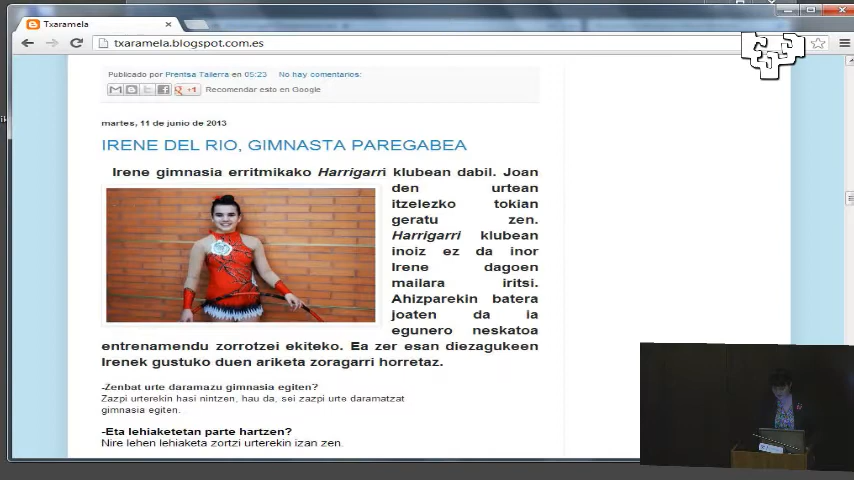 Txaramela
txaramela.blogspot.com.es
Publicado por Prentsa Tailerra en 05:23 No hay comentarios:
+1 Recomendar esto en Google
martes, 11 de junio de 2013
IRENE DEL RIO, GIMNASTA PAREGABEA
Irene gimnasia erritmikako Harrigarri klubean dabil. Joan
den urtean
itzelezko tokian
geratu zen.
Harrigarri klubean
inoiz ez da inor
Irene dagoen
mailara iritsi.
Ahizparekin batera
joaten da ia
egunero neskatoa
entrenamendu zorrotzei ekiteko. Ea zer esan diezagukeen
Irenek gustuko duen ariketa zoragarri horretaz.
-Zenbat urte daramazu gimnasia egiten?
Zazpi urterekin hasi nintzen, hau da, sei zazpi urte daramatzat
gimnasia egiten.
-Eta lehiaketetan parte hartzen?
Nire lehen lehiaketa zortzi urterekin izan zen.